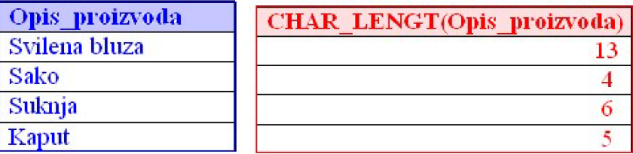 Opis_proizvoda
Svilena bluza
Sako
Suknja
Kaput
CHAR_LENGT(Opis_proizvoda)
13
4
6
5